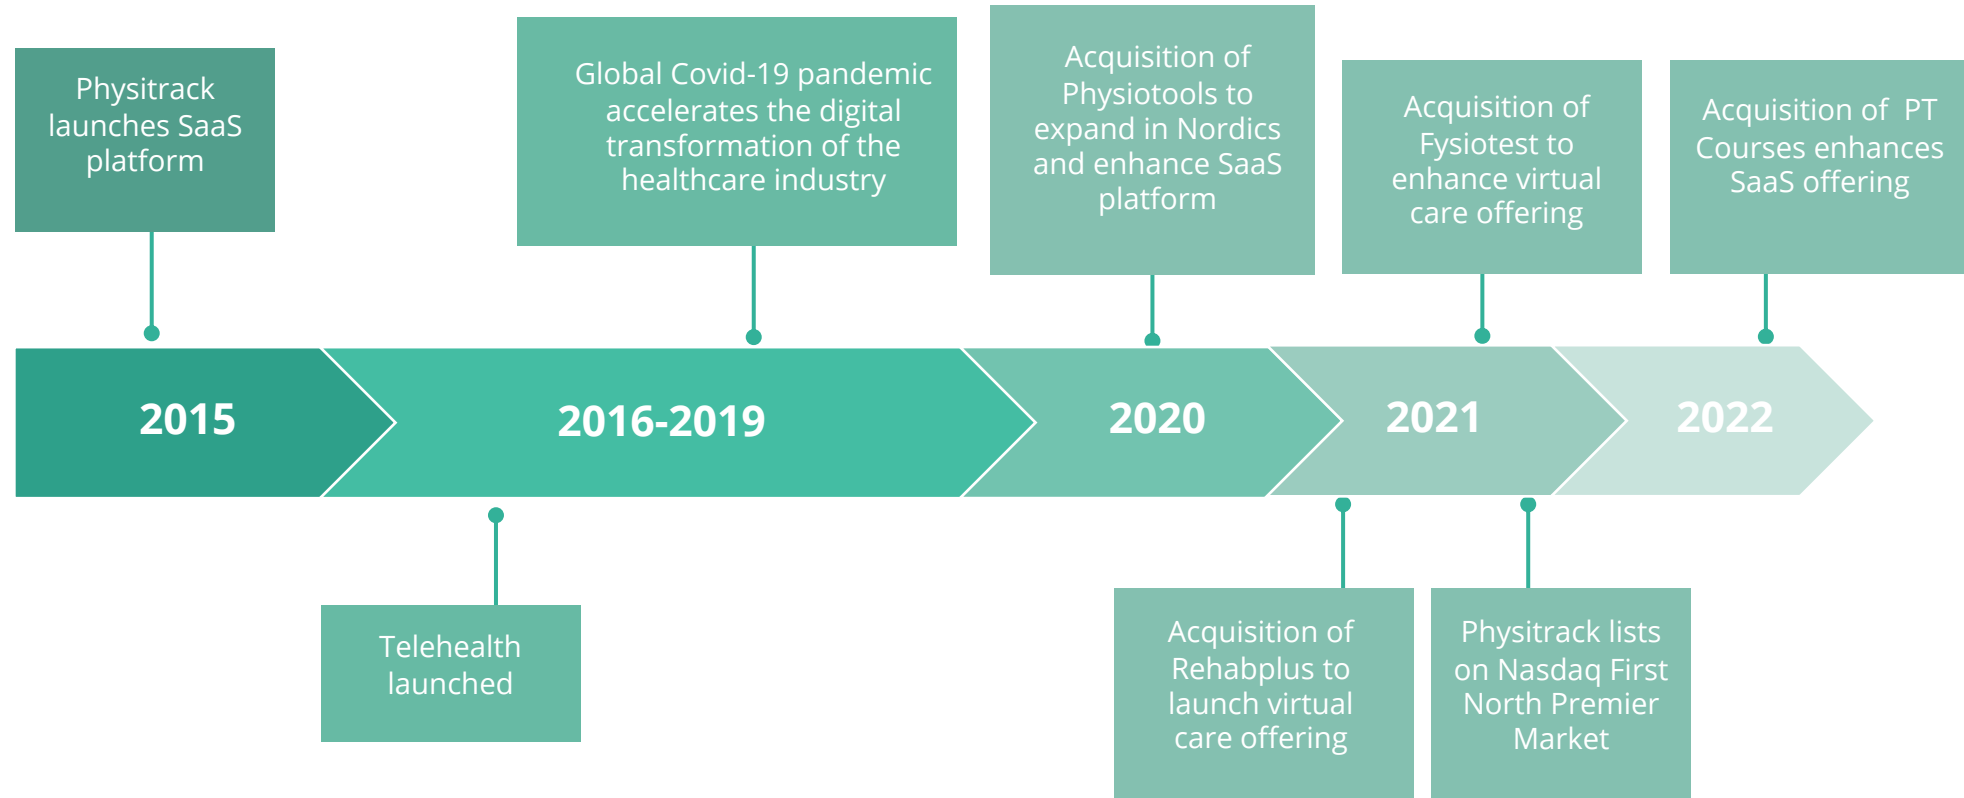 Physitrack
launches SaaS
platform
Global Covid-19 pandemic
accelerates the digital
transformation of the
healthcare industry
Acquisition of
Physiotools to
expand in Nordics
and enhance SaaS
platform
Acquisition of
Fysiotest to
enhance virtual
care offering
Acquisition of  PT
Courses enhances
SaaS offering
2015
2016-2019
2020
2021
2022
Telehealth
launched
Acquisition of
Rehabplus to
launch virtual
care offering
Physitrack lists
on Nasdaq First
North Premier
Market